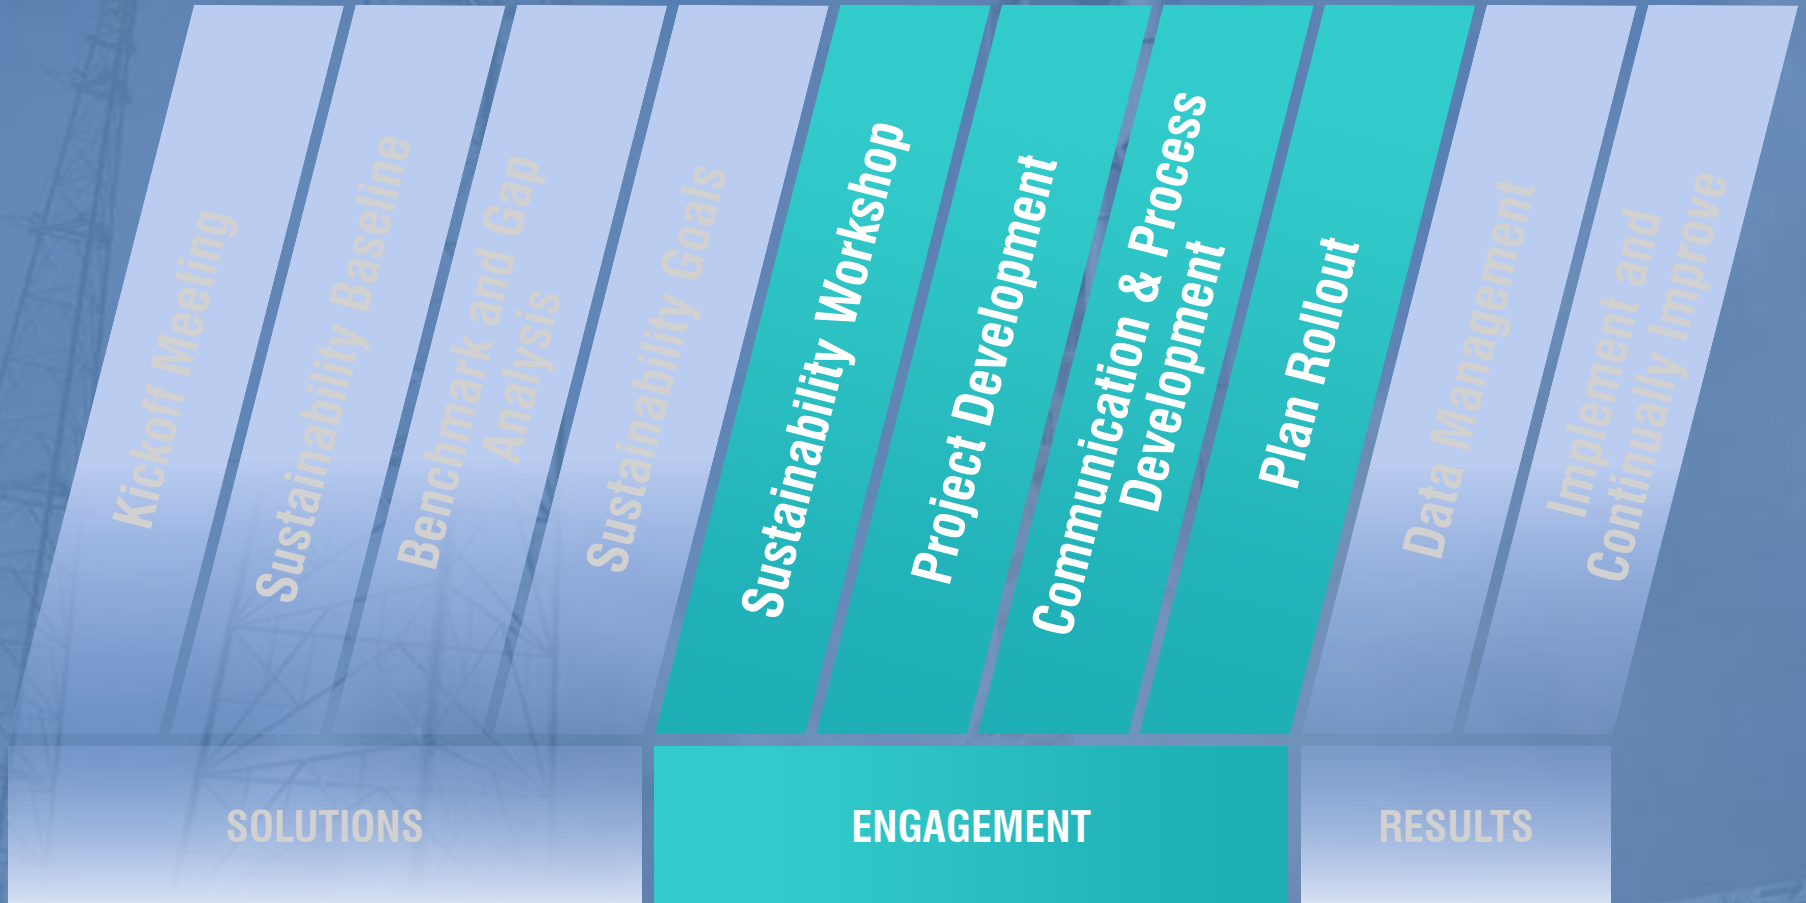 Kickoff Meeting
Sustainability Baseline
Benchmark and Gap
Analysis
Sustainability Goals
Sustainability Workshop
Project Development
Communication & Process
Development
Plan Rollout
Data Management
Implement and
Continually Improve
SOLUTIONS
ENGAGEMENT
RESULTS